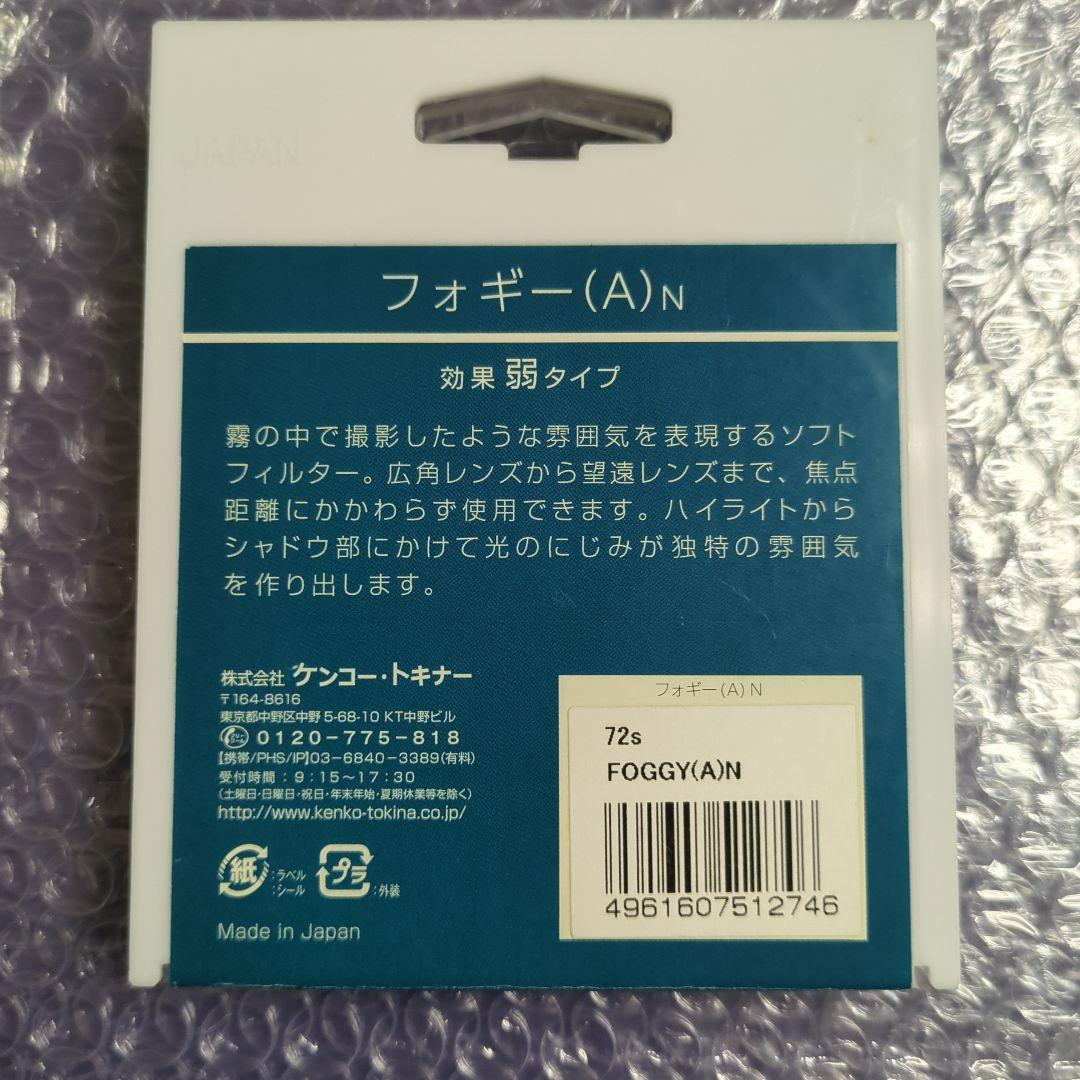 JAPAN
フォギー(A)N
効果 弱タイプ
霧の中で撮影したような雰囲気を表現するソフト
フィルター。広角レンズから望遠レンズまで、焦点
距離にかかわらず使用できます。ハイライトから
シャドウ部にかけて光のにじみが独特の雰囲気
を作り出します。
株式会社 ケンコー・トキナー
〒164-8616
東京都中野区中野5-68-10 KT中野ビル
フリーコール 0120-775-818
【携帯/PHS/IP】03-6840-3389(有料)
受付時間：9:15～17:30
(土曜日・日曜日・祝日・年末年始・夏期休業等を除く)
http://www.kenko-tokina.co.jp/
紙 :ラベル
:シール
プラ :外装
Made in Japan
フォギー(A) N
72s
FOGGY(A)N
4961607512746